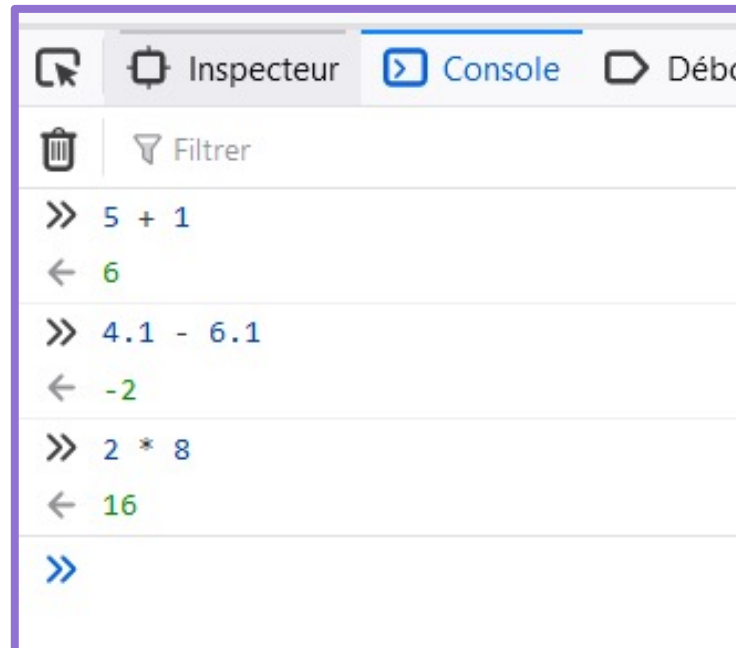 Inspecteur Console Débo
Filtrer
5 + 1
6
4.1 - 6.1
-2
2 * 8
16